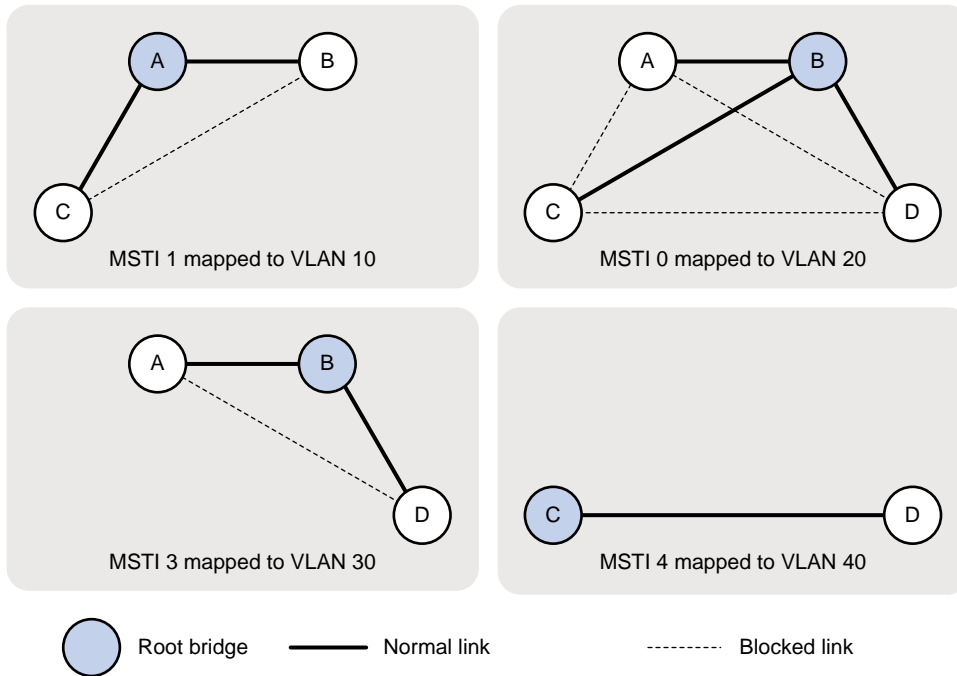 A
B
C
MSTI 1 mapped to VLAN 10
A
B
C
D
MSTI 0 mapped to VLAN 20
A
B
D
MSTI 3 mapped to VLAN 30
C
D
MSTI 4 mapped to VLAN 40
Root bridge
Normal link
Blocked link